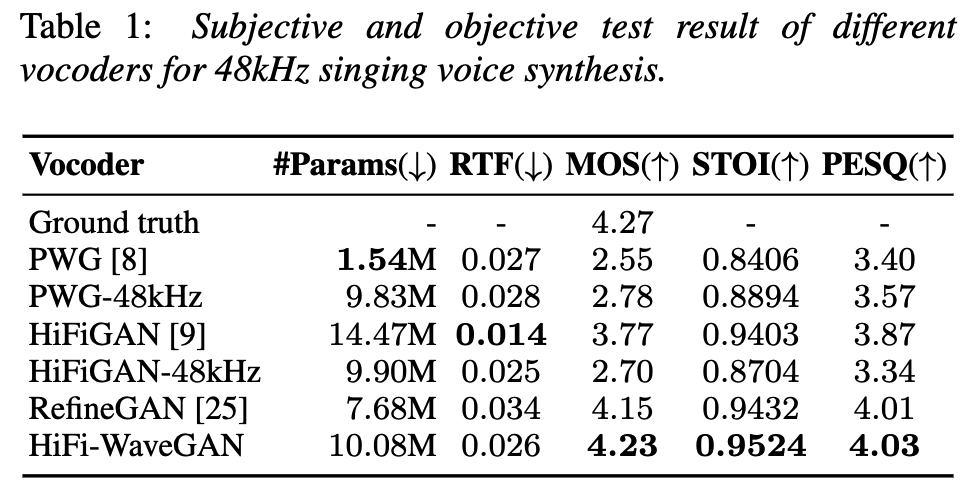 Table 1: Subjective and objective test result of different
vocoders for 48kHz singing voice synthesis.
Vocoder #Params(↓) RTF(↓) MOS(↑) STOI(↑) PESQ(↑)
Ground truth - - 4.27 - -
PWG [8] 1.54M 0.027 2.55 0.8406 3.40
PWG-48kHz 9.83M 0.028 2.78 0.8894 3.57
HiFiGAN [9] 14.47M 0.014 3.77 0.9403 3.87
HiFiGAN-48kHz 9.90M 0.025 2.70 0.8704 3.34
RefineGAN [25] 7.68M 0.034 4.15 0.9432 4.01
HiFi-WaveGAN 10.08M 0.026 4.23 0.9524 4.03